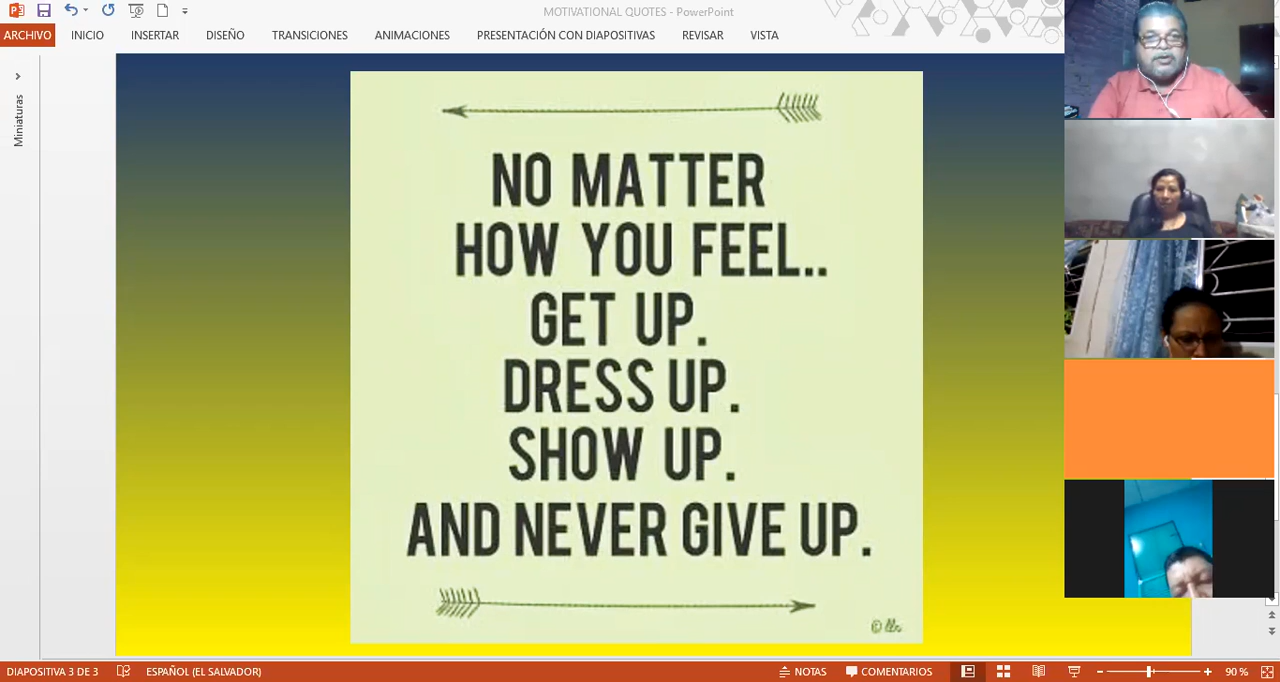 MOTIVATIONAL QUOTES - PowerPoint
ARCHIVO INICIO INSERTAR DISEÑO TRANSICIONES ANIMACIONES PRESENTACIÓN CON DIAPOSITIVAS REVISAR VISTA
Miniaturas
NO MATTER
HOW YOU FEEL..
GET UP.
DRESS UP.
SHOW UP.
AND NEVER GIVE UP.
DIAPOSITIVA 3 DE 3 ESPAÑOL (EL SALVADOR) NOTAS COMENTARIOS 90 %